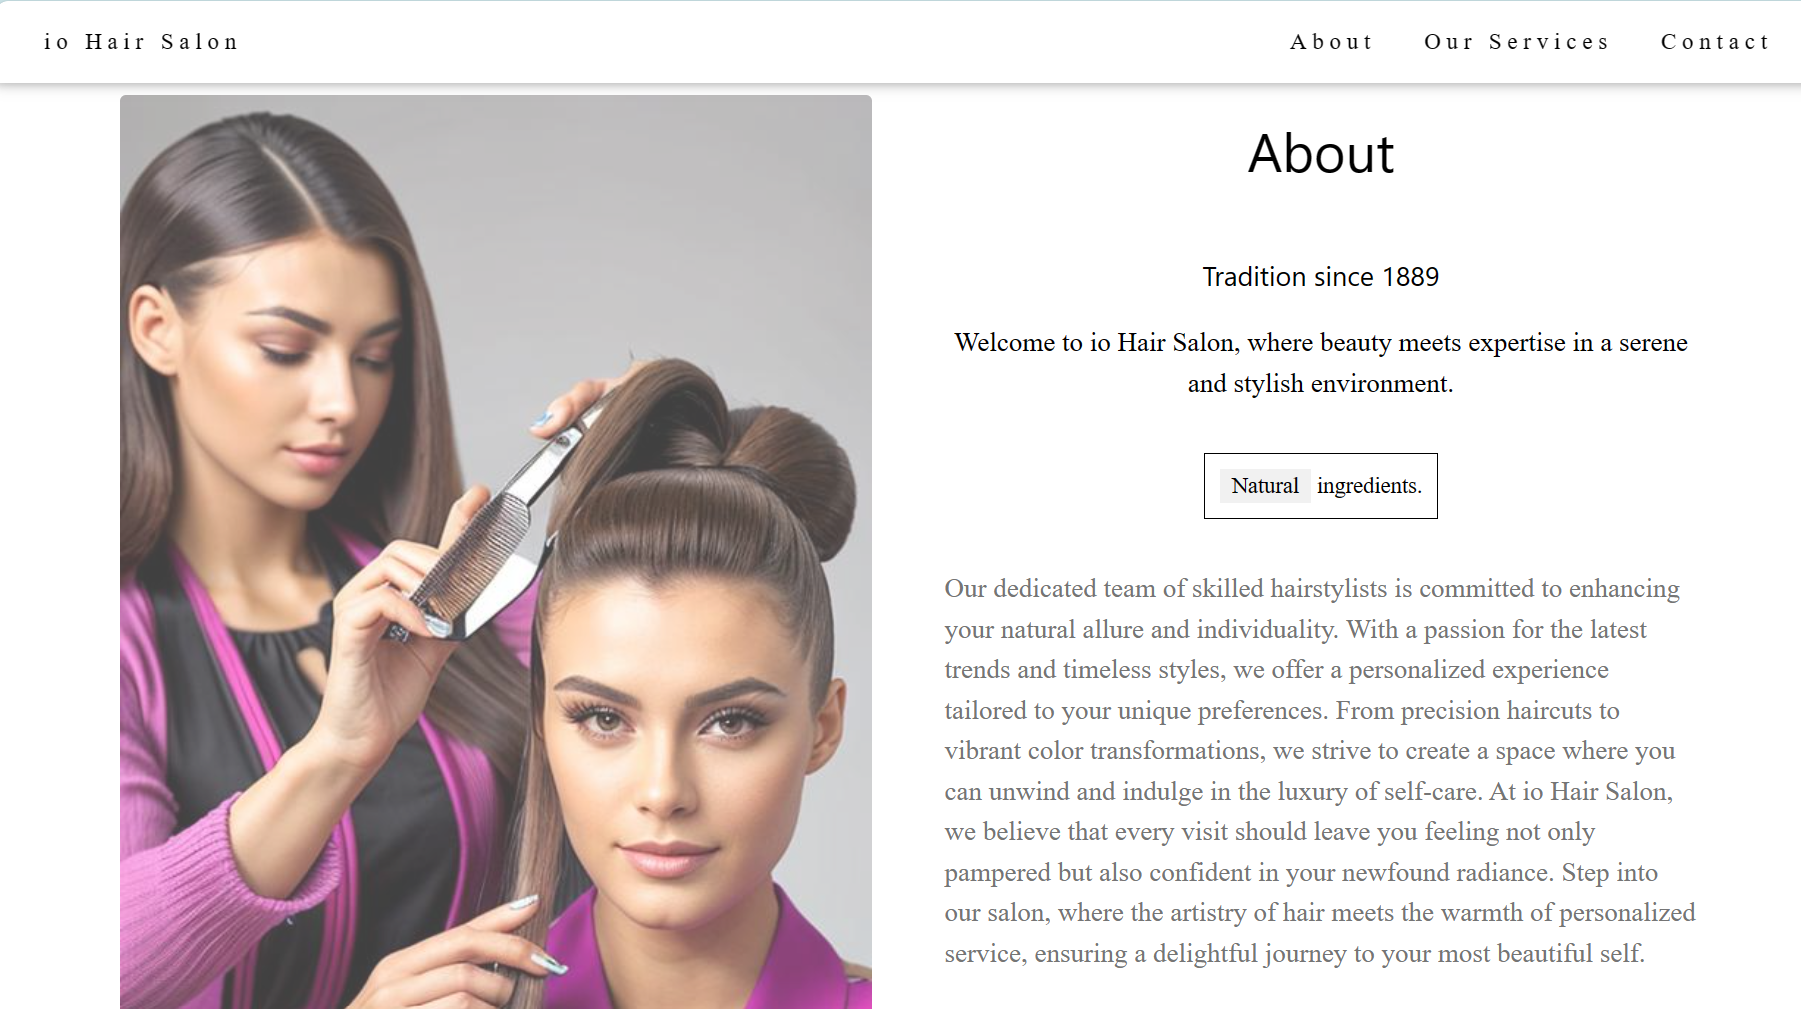 io Hair Salon
About
Our Services
Contact
About
Tradition since 1889
Welcome to io Hair Salon, where beauty meets expertise in a serene
and stylish environment.
Natural ingredients.
Our dedicated team of skilled hairstylists is committed to enhancing
your natural allure and individuality. With a passion for the latest
trends and timeless styles, we offer a personalized experience
tailored to your unique preferences. From precision haircuts to
vibrant color transformations, we strive to create a space where you
can unwind and indulge in the luxury of self-care. At io Hair Salon,
we believe that every visit should leave you feeling not only
pampered but also confident in your newfound radiance. Step into
our salon, where the artistry of hair meets the warmth of personalized
service, ensuring a delightful journey to your most beautiful self.